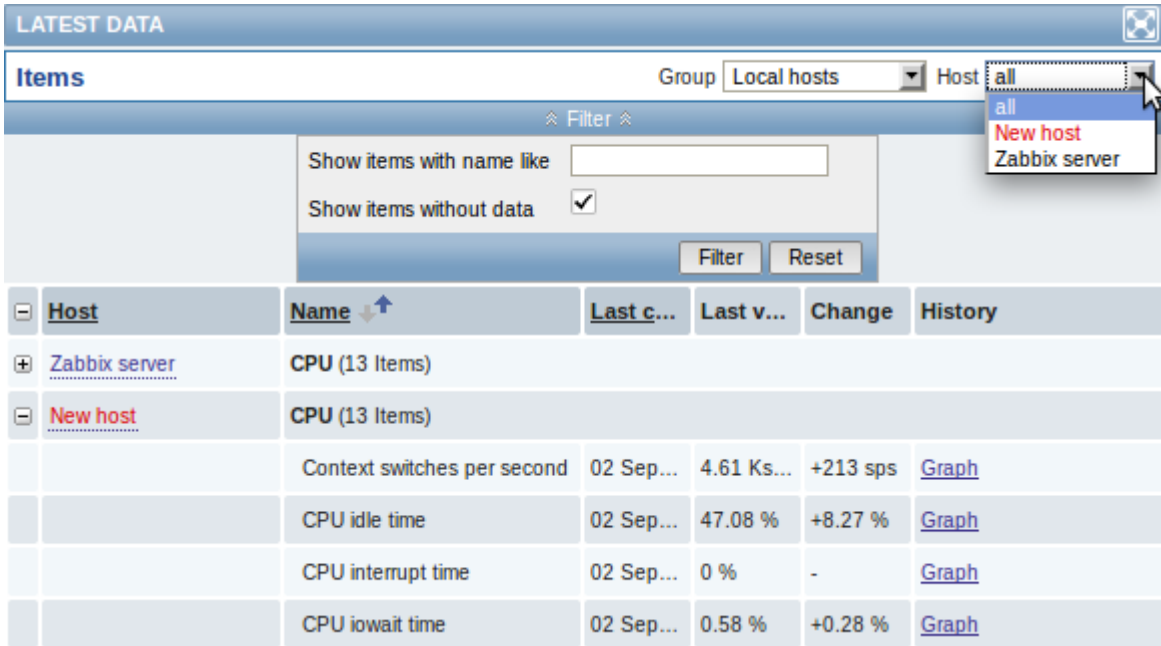 LATEST DATA
Items Group Local hosts Host all
all
New host
Zabbix server
Filter
Show items with name like
Show items without data
Filter Reset
Host Name Last c... Last v... Change History
Zabbix server CPU (13 Items)
New host CPU (13 Items)
Context switches per second 02 Sep... 4.61 Ks... +213 sps Graph
CPU idle time 02 Sep... 47.08 % +8.27 % Graph
CPU interrupt time 02 Sep... 0 % - Graph
CPU iowait time 02 Sep... 0.58 % +0.28 % Graph